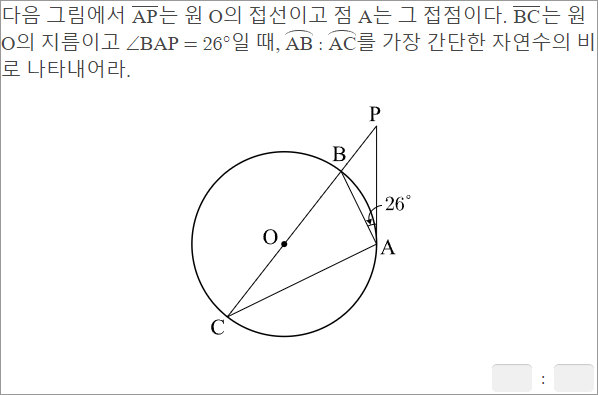 다음 그림에서 AP는 원 O의 접선이고 점 A는 그 접점이다. BC는 원
O의 지름이고 ∠BAP = 26°일 때, AB : AC를 가장 간단한 자연수의 비
로 나타내어라.
P
B
26°
O
A
C
: